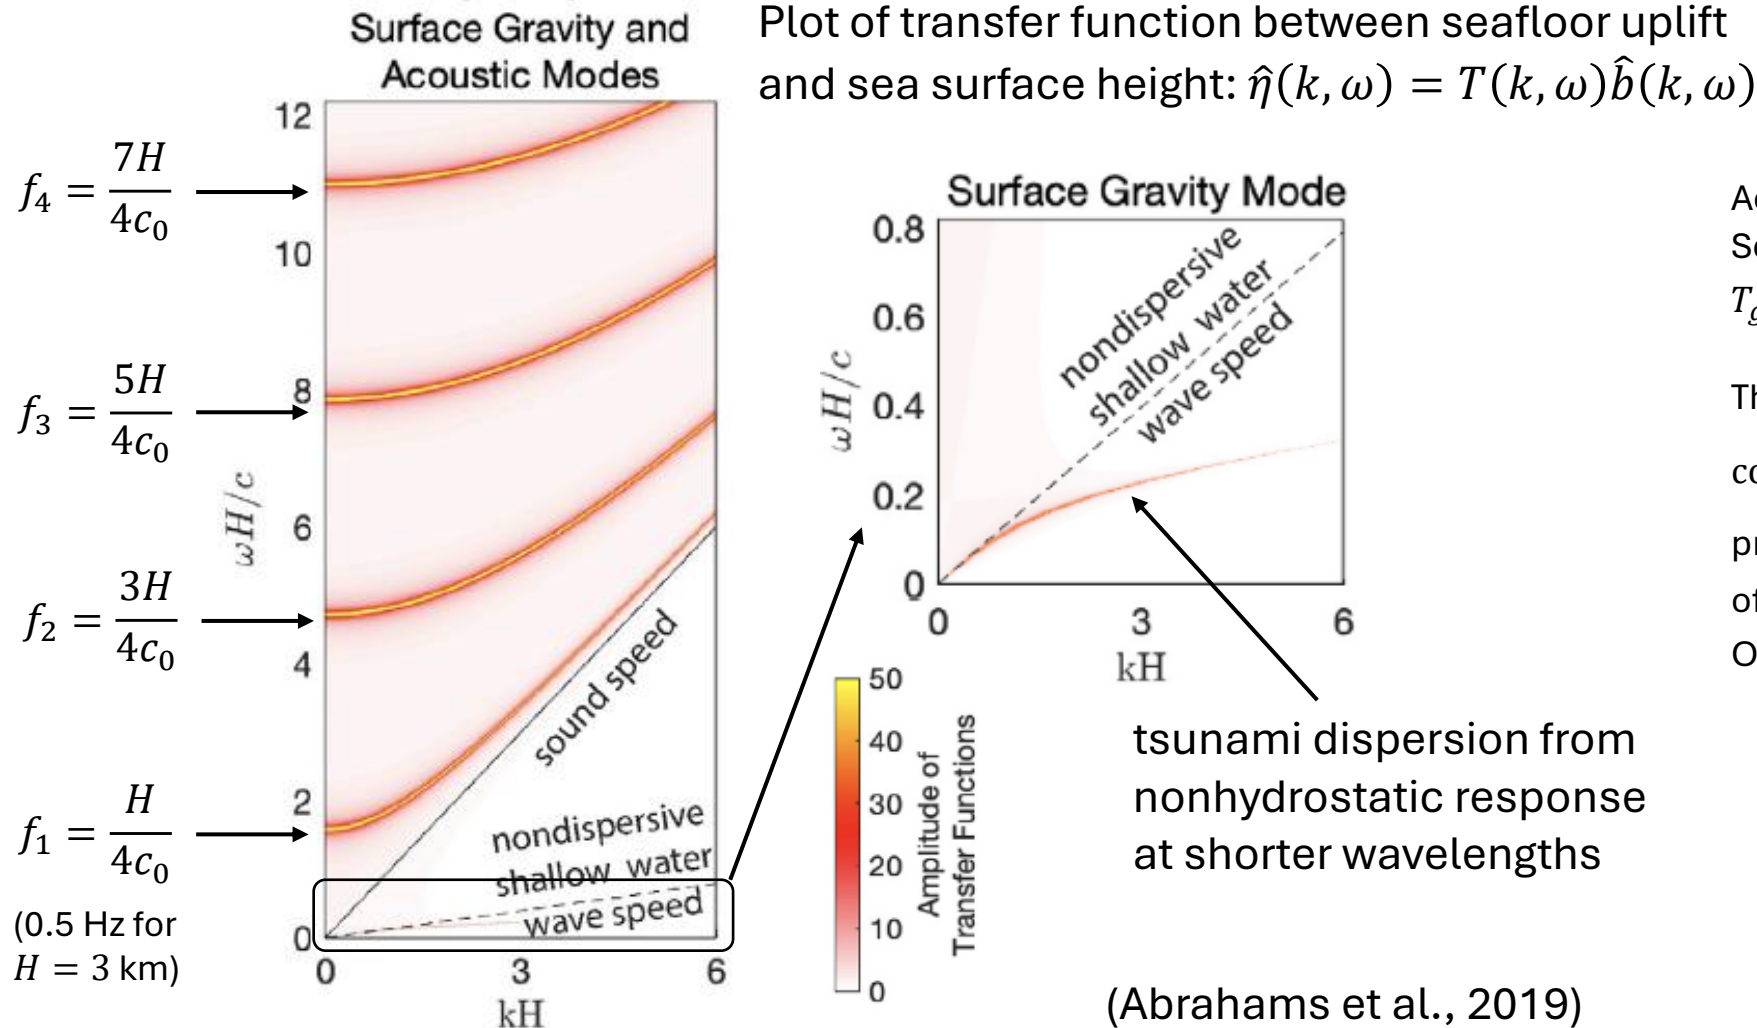 Surface Gravity and
Acoustic Modes
Plot of transfer function between seafloor uplift
and sea surface height: η̂(k, ω) = T(k, ω)b̂(k, ω)
12
10
8
6
4
2
0
ωH/c
0 3 6
kH
f₄ = 7H/4c₀
f₃ = 5H/4c₀
f₂ = 3H/4c₀
f₁ = H/4c₀
(0.5 Hz for
H = 3 km)
sound speed
nondispersive
shallow water
wave speed
Surface Gravity Mode
0.8
0.6
0.4
0.2
0
ωH/c
0 3 6
kH
nondispersive
shallow water
wave speed
50
40
30
20
10
0
Amplitude of
Transfer Functions
tsunami dispersion from
nonhydrostatic response
at shorter wavelengths
(Abrahams et al., 2019)